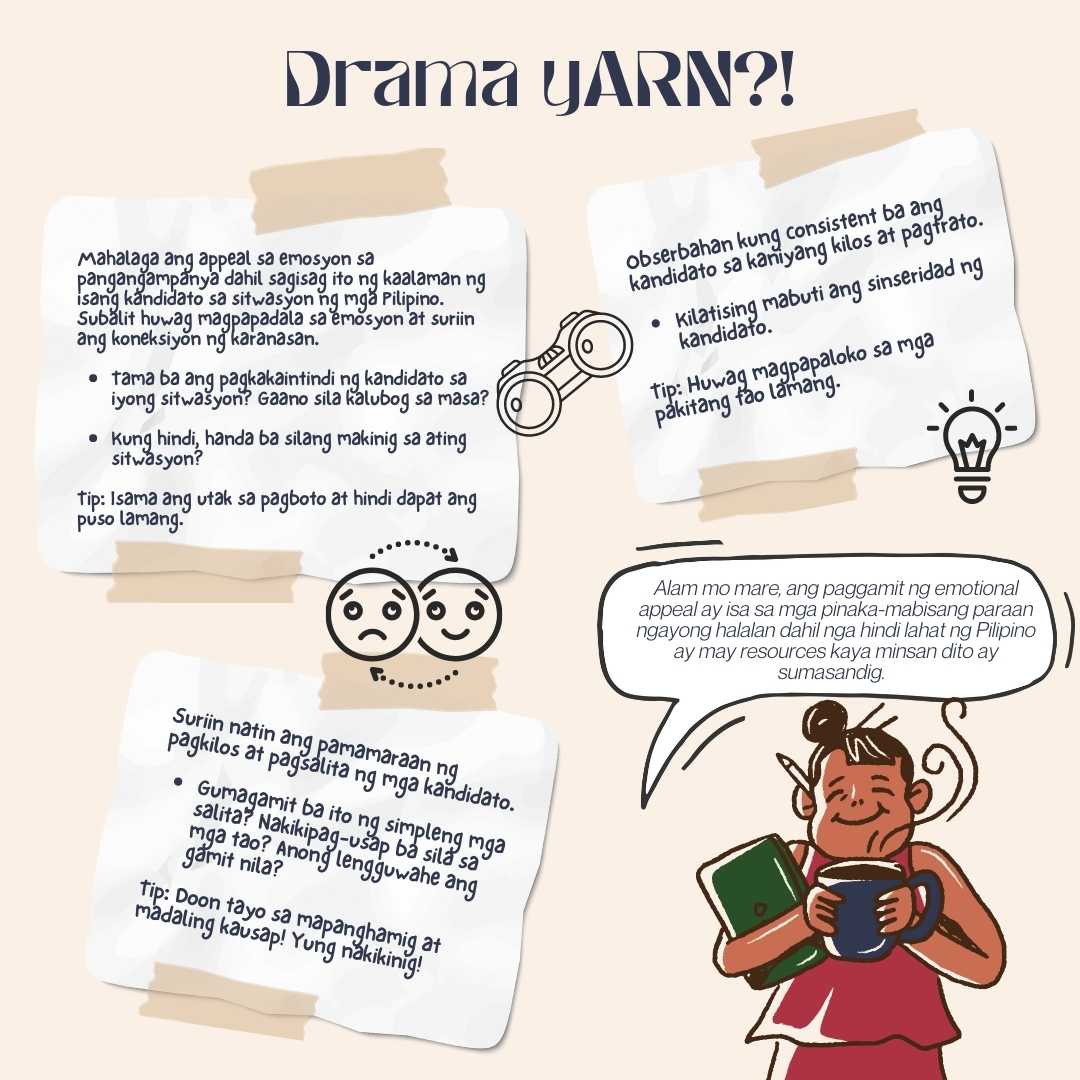 Drama yARN?!
Mahalaga ang appeal sa emosyon sa
pangangampanya dahil sagisag ito ng kaalaman ng
isang kandidato sa sitwasyon ng mga Pilipino.
Subalit huwag magpapadala sa emosyon at suriin
ang koneksiyon ng karanasan.
• Tama ba ang pagkakaintindi ng kandidato sa
iyong sitwasyon? Gaano sila kalubog sa masa?
• Kung hindi, handa ba silang makinig sa ating
sitwasyon?
Tip: Isama ang utak sa pagboto at hindi dapat ang
puso lamang.
Obserbahan kung consistent ba ang
kandidato sa kaniyang kilos at pagtrato.
• Kilatising mabuti ang sinseridad ng
kandidato.
Tip: Huwag magpapaloko sa mga
pakitang tao lamang.
Alam mo mare, ang paggamit ng emotional
appeal ay isa sa mga pinaka-mabisang paraan
ngayong halalan dahil nga hindi lahat ng Pilipino
ay may resources kaya minsan dito ay
sumasandig.
Suriin natin ang pamamaraan ng
pagkilos at pagsalita ng mga kandidato.
• Gumagamit ba ito ng simpleng mga
salita? Nakikipag-usap ba sila sa
mga tao? Anong lengguwahe ang
gamit nila?
Tip: Doon tayo sa mapanghamig at
madaling kausap! Yung nakikinig!